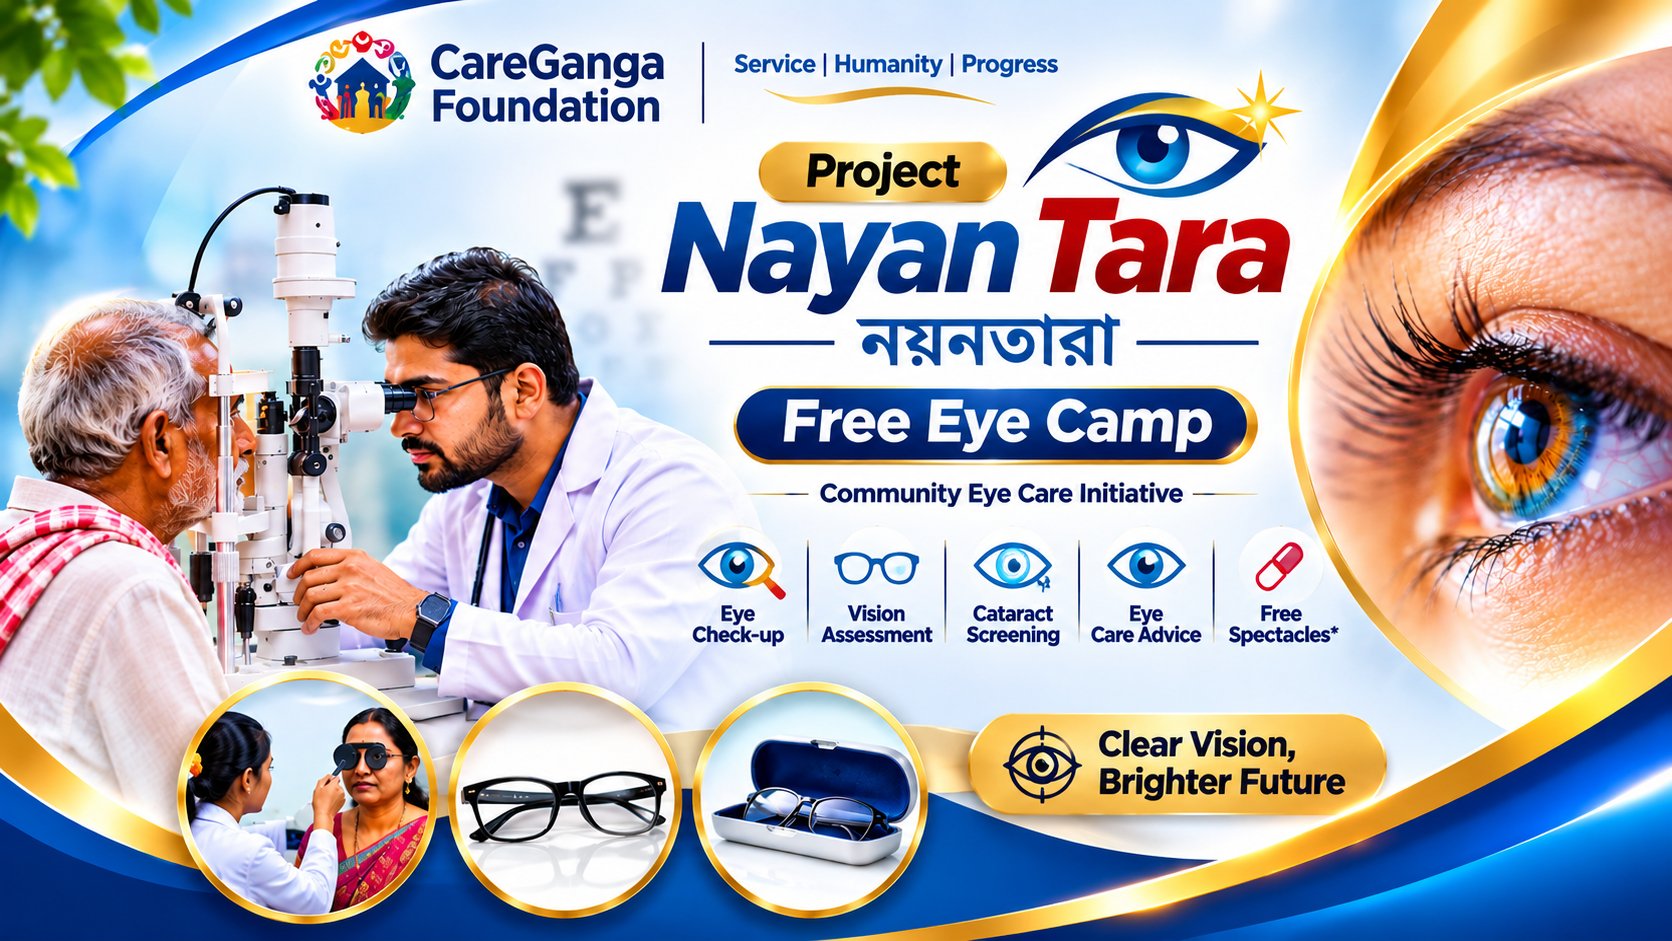 CareGanga
Foundation
Service | Humanity | Progress
Project
Nayan Tara
নয়নতারা
Free Eye Camp
Community Eye Care Initiative
Eye
Check-up
Vision
Assessment
Cataract
Screening
Eye
Care Advice
Free
Spectacles*
Clear Vision,
Brighter Future
E
F P